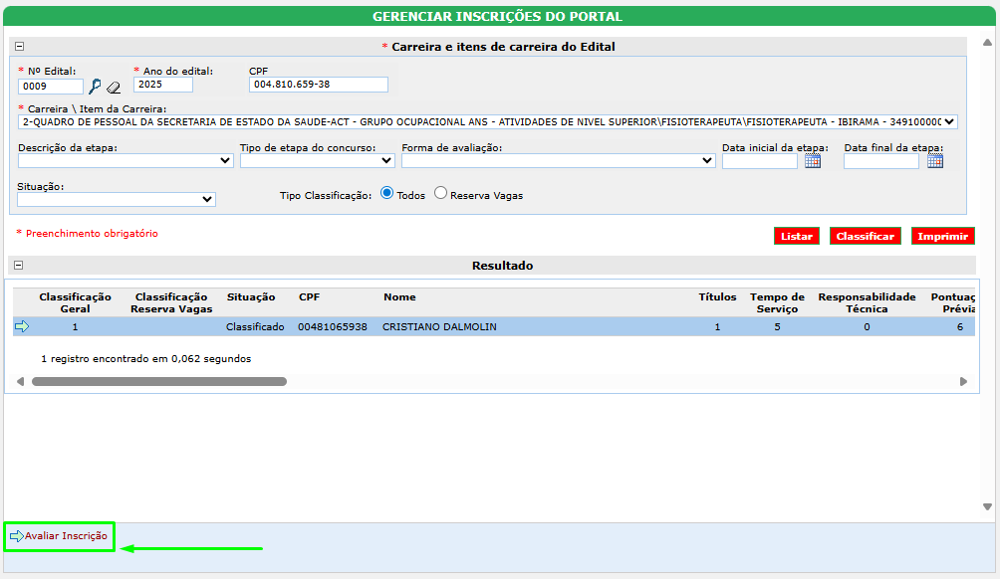 GERENCIAR INSCRIÇÕES DO PORTAL
* Carreira e itens de carreira do Edital
* Nº Edital: * Ano do edital: CPF
0009 2025 004.810.659-38
* Carreira \ Item da Carreira:
2-QUADRO DE PESSOAL DA SECRETARIA DE ESTADO DA SAUDE-ACT - GRUPO OCUPACIONAL ANS - ATIVIDADES DE NIVEL SUPERIOR\FISIOTERAPEUTA\FISIOTERAPEUTA - IBIRAMA - 34910000
Descrição da etapa: Tipo de etapa do concurso: Forma de avaliação: Data inicial da etapa: Data final da etapa:
Situação:
Tipo Classificação: Todos Reserva Vagas
* Preenchimento obrigatório
Listar Classificar Imprimir
Resultado
Classificação Geral Classificação Reserva Vagas Situação CPF Nome Títulos Tempo de Serviço Responsabilidade Técnica Pontuaç Prévia
1 Classificado 00481065938 CRISTIANO DALMOLIN 1 5 0 6
1 registro encontrado em 0,062 segundos
Avaliar Inscrição